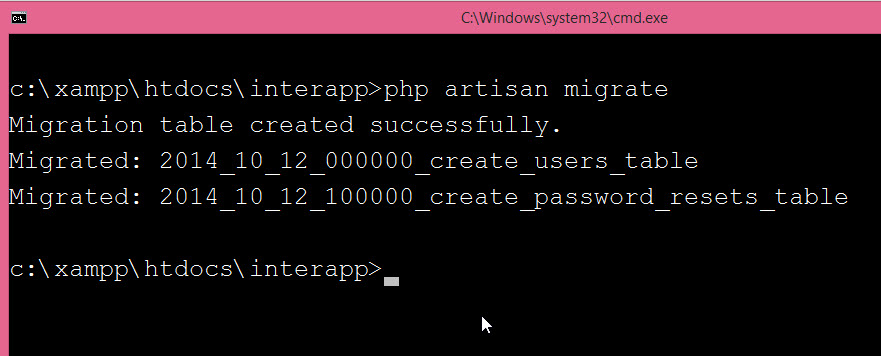 C:\Windows\system32\cmd.exe
c:\xampp\htdocs\interapp>php artisan migrate
Migration table created successfully.
Migrated: 2014_10_12_000000_create_users_table
Migrated: 2014_10_12_100000_create_password_resets_table
c:\xampp\htdocs\interapp>